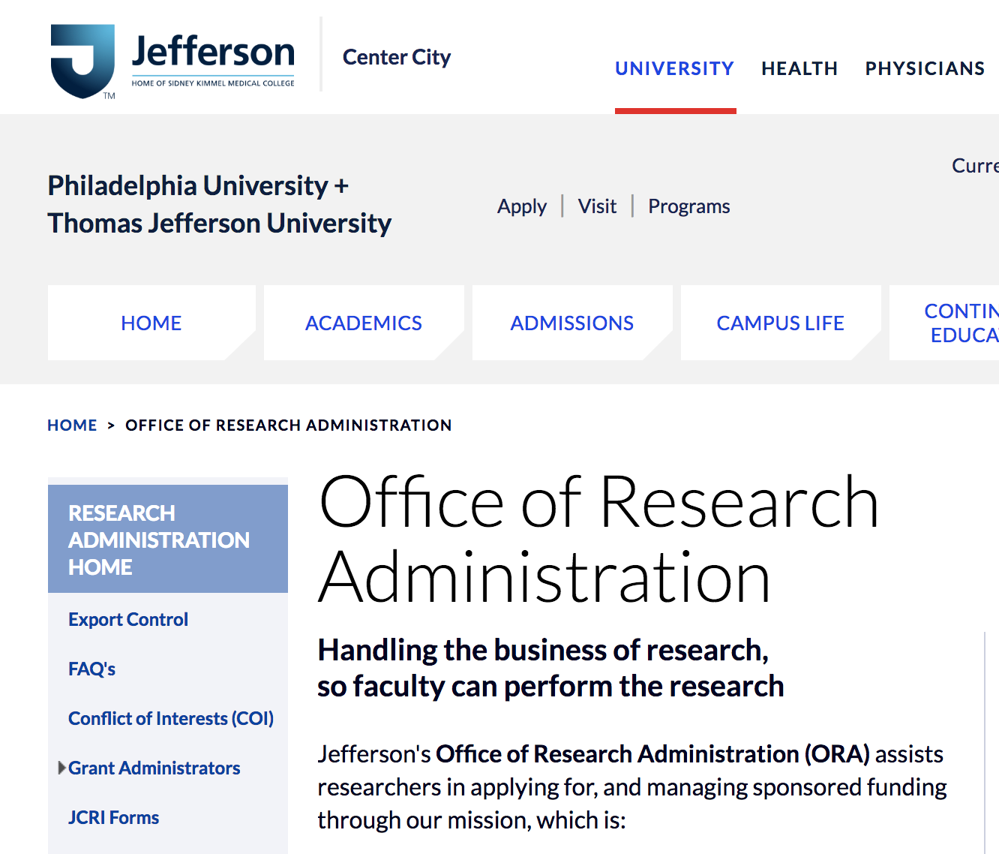 Jefferson
HOME OF SIDNEY KIMMEL MEDICAL COLLEGE
TM
Center City
UNIVERSITY HEALTH PHYSICIANS
Curre
Philadelphia University +
Thomas Jefferson University
Apply | Visit | Programs
HOME
ACADEMICS
ADMISSIONS
CAMPUS LIFE
CONTIN
EDUCA
HOME > OFFICE OF RESEARCH ADMINISTRATION
RESEARCH
ADMINISTRATION
HOME
Export Control
FAQ's
Conflict of Interests (COI)
Grant Administrators
JCRI Forms
Office of Research
Administration
Handling the business of research,
so faculty can perform the research
Jefferson's Office of Research Administration (ORA) assists
researchers in applying for, and managing sponsored funding
through our mission, which is: